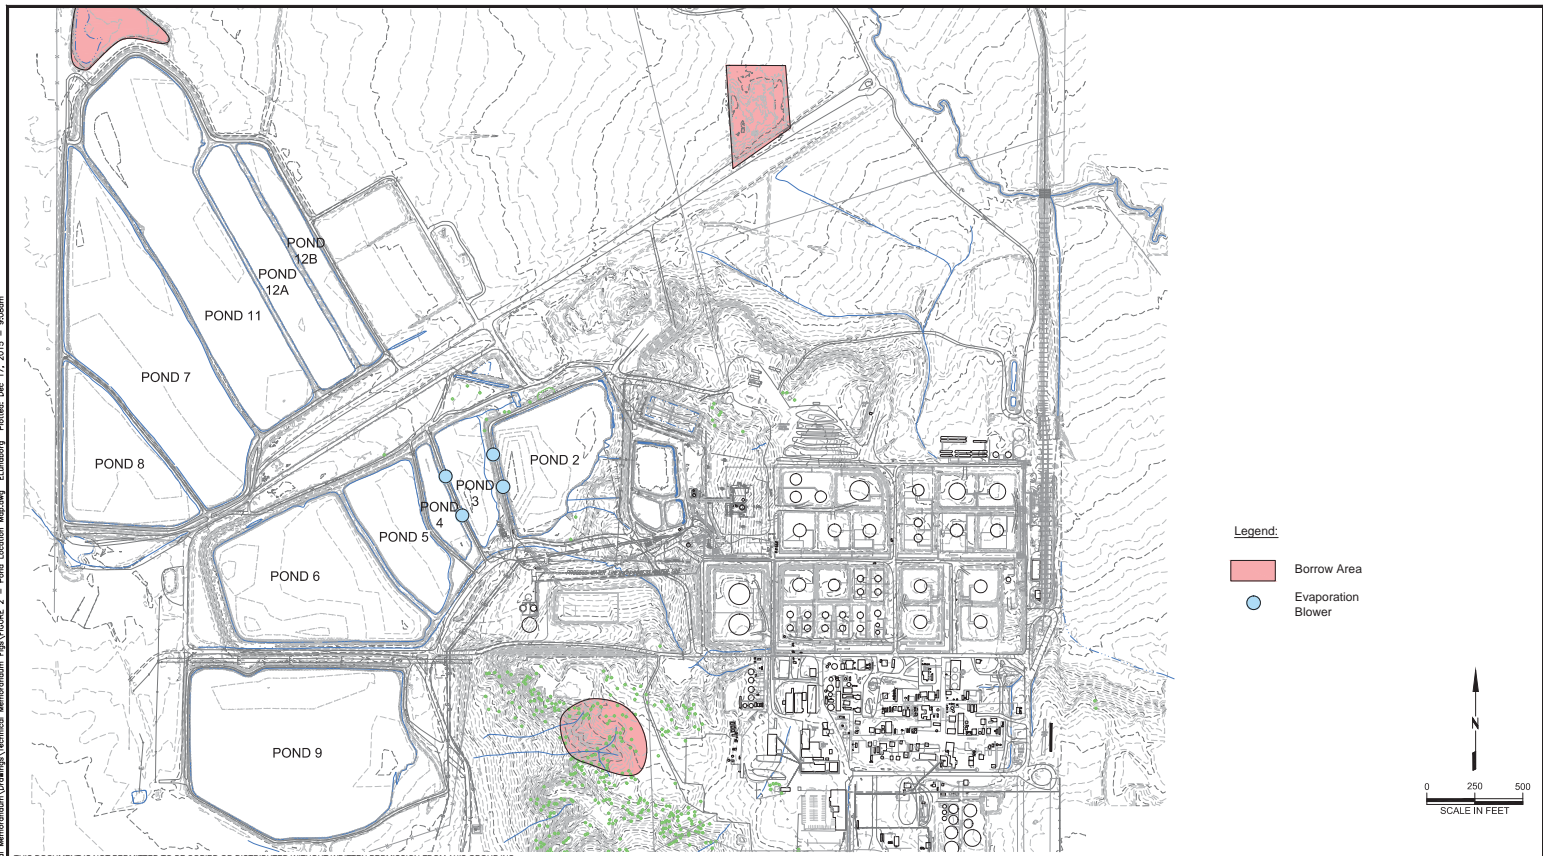 POND
12B
POND
12A
POND 11
POND 7
POND 8
POND 2
POND
3
POND
4
POND 5
POND 6
POND 9
Legend:
Borrow Area
Evaporation
Blower
N
0 250 500
SCALE IN FEET